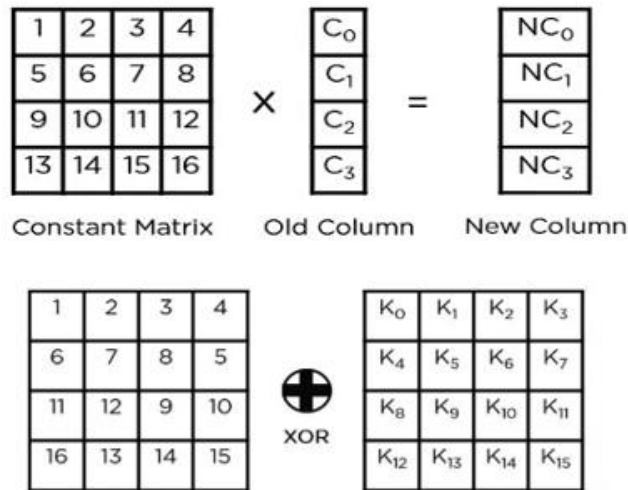 1 2 3 4 C₀ NC₀
5 6 7 8 C₁ NC₁
× =
9 10 11 12 C₂ NC₂
13 14 15 16 C₃ NC₃
Constant Matrix Old Column New Column
1 2 3 4 K₀ K₁ K₂ K₃
6 7 8 5 K₄ K₅ K₆ K₇
11 12 9 10 K₈ K₉ K₁₀ K₁₁
XOR
16 13 14 15 K₁₂ K₁₃ K₁₄ K₁₅